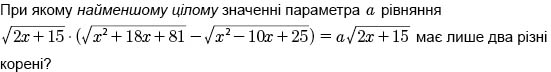 При якому найменшому цілому значенні параметра a рівняння
√(2x + 15) · (√(x² + 18x + 81) − √(x² − 10x + 25)) = a√(2x + 15) має лише два різні
корені?